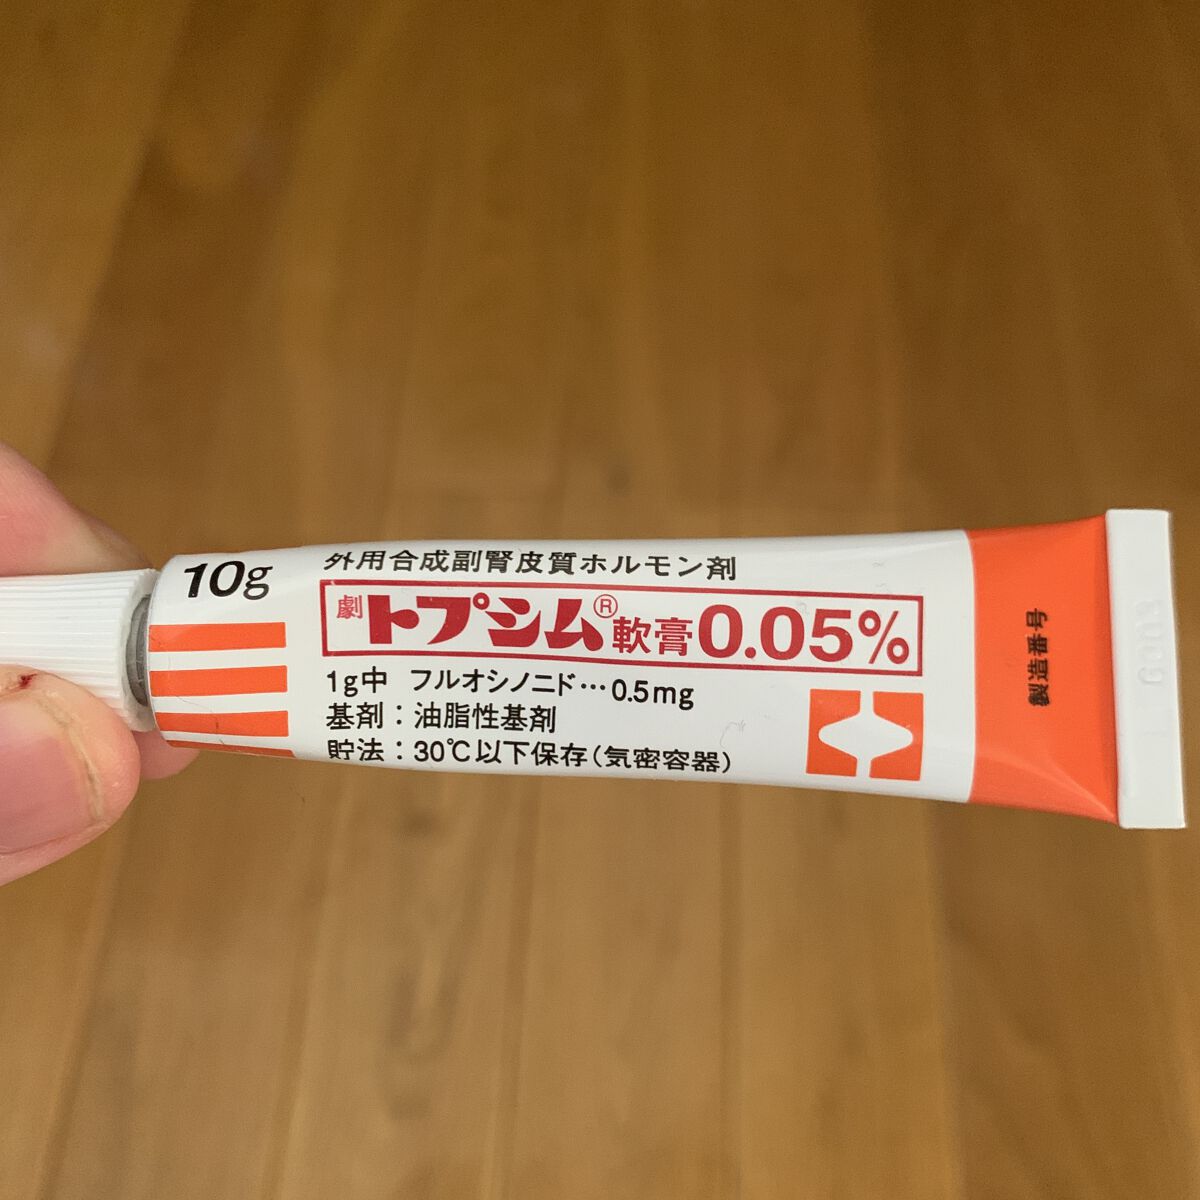 10g
外用合成副腎皮質ホルモン剤
劇 トプシム® 軟膏0.05%
1g中 フルオシノニド…0.5mg
基剤：油脂性基剤
貯法：30℃以下保存（気密容器）
製造番号